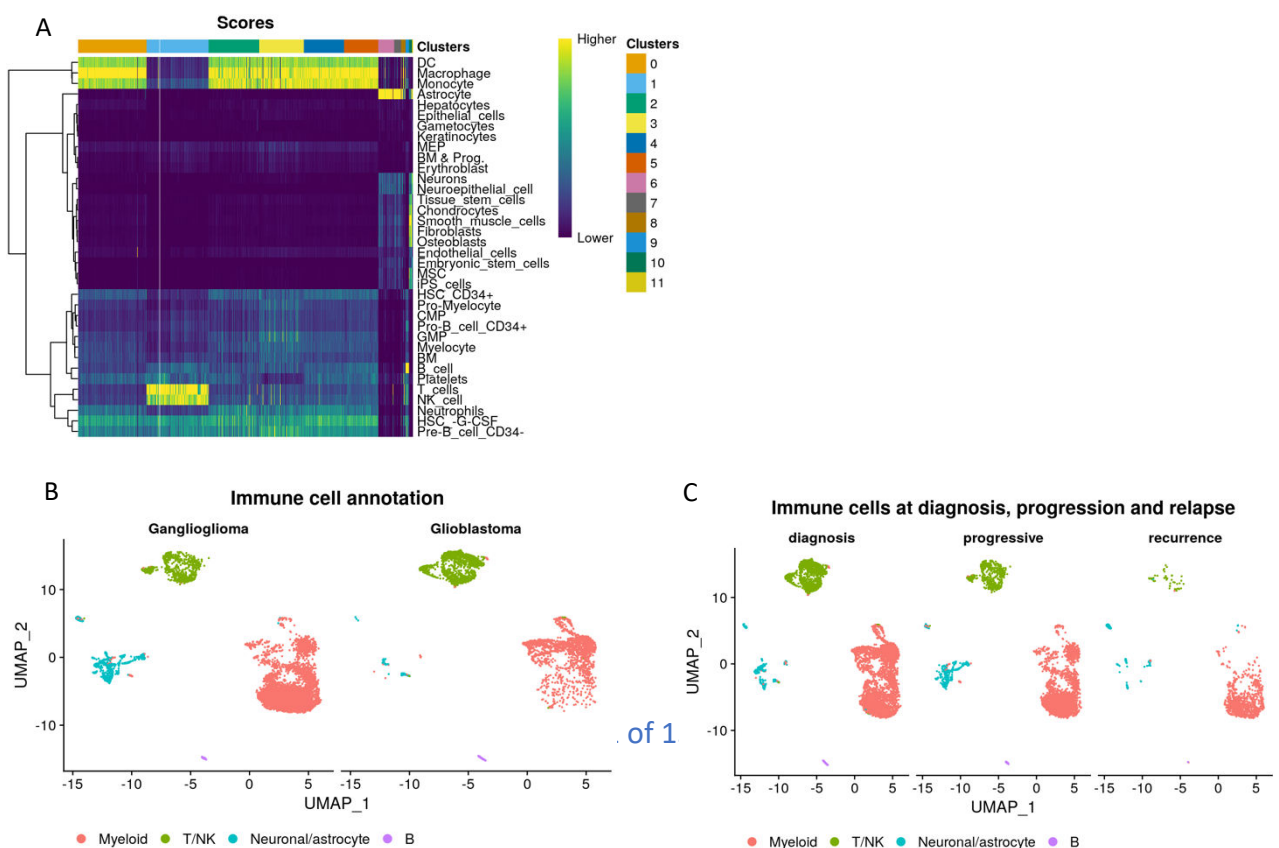 A
Scores
Clusters
DC
Macrophage
Monocyte
Astrocyte
Hepatocytes
Epithelial_cells
Gametocytes
Keratinocytes
MEP
BM & Prog.
Erythroblast
Neurons
Neuroepithelial_cell
Tissue_stem_cells
Chondrocytes
Smooth_muscle_cells
Fibroblasts
Osteoblasts
Endothelial_cells
Embryonic_stem_cells
MSC
iPS_cells
HSC_CD34+
Pro-Myelocyte
CMP
Pro-B_cell_CD34+
GMP
Myelocyte
BM
B_cell
Platelets
T_cells
NK_cell
Neutrophils
HSC_-G-CSF
Pre-B_cell_CD34-
Higher
Lower
Clusters
0
1
2
3
4
5
6
7
8
9
10
11
B
Immune cell annotation
Ganglioglioma Glioblastoma
UMAP_2
10
0
-10
-15 -10 -5 0 5 -15 -10 -5 0 5
UMAP_1
Myeloid T/NK Neuronal/astrocyte B
of 1
C
Immune cells at diagnosis, progression and relapse
diagnosis progressive recurrence
UMAP_2
10
0
-10
-15 -10 -5 0 5 -15 -10 -5 0 5 -15 -10 -5 0 5
UMAP_1
Myeloid T/NK Neuronal/astrocyte B